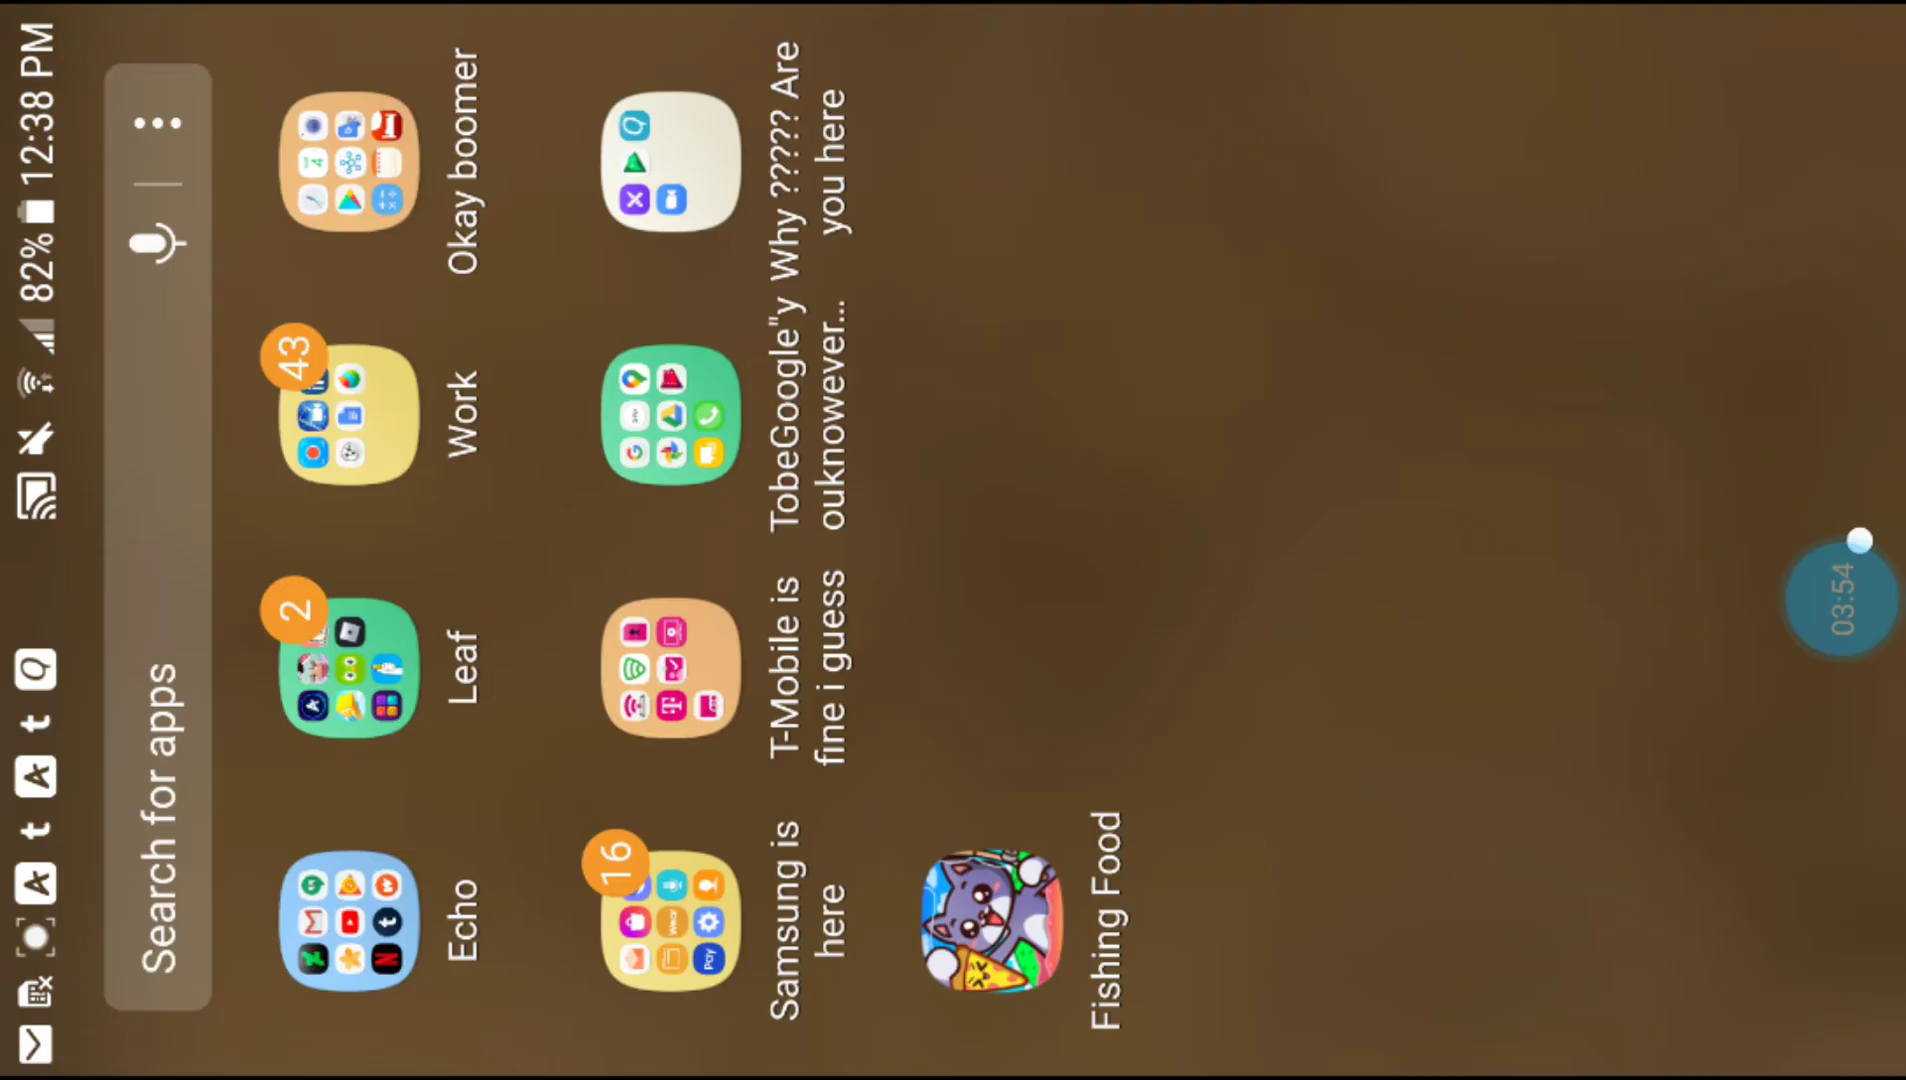 82% 12:38 PM
Search for apps
Echo
2
Leaf
43
Work
Okay boomer
16
Samsung is
here
T-Mobile is
fine i guess
TobeGoogle"y
ouknowever...
Why ????? Are
you here
Pay
Fishing Food
03:54